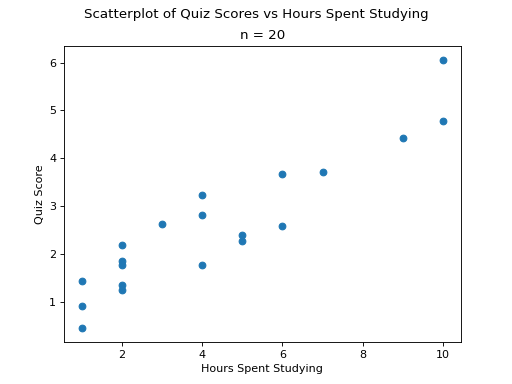 Scatterplot of Quiz Scores vs Hours Spent Studying
n = 20
6
5
4
3
2
1
Quiz Score
2 4 6 8 10
Hours Spent Studying